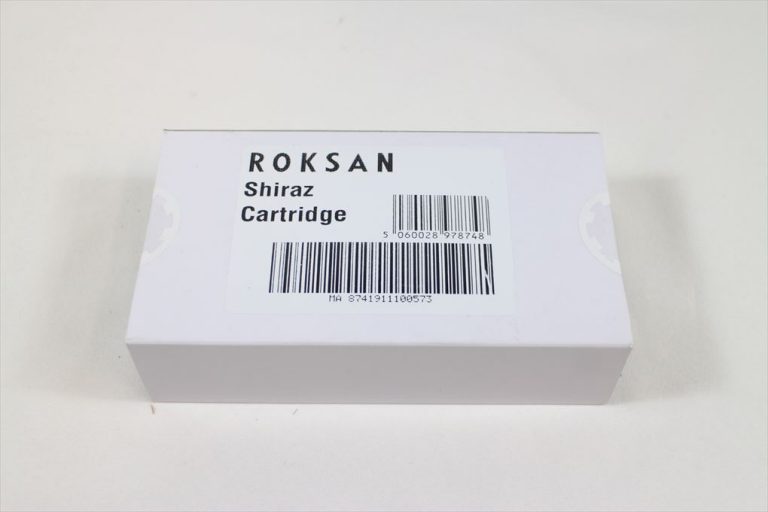 ROKSAN
Shiraz
Cartridge
5 060028 978748
MA 8741911100573